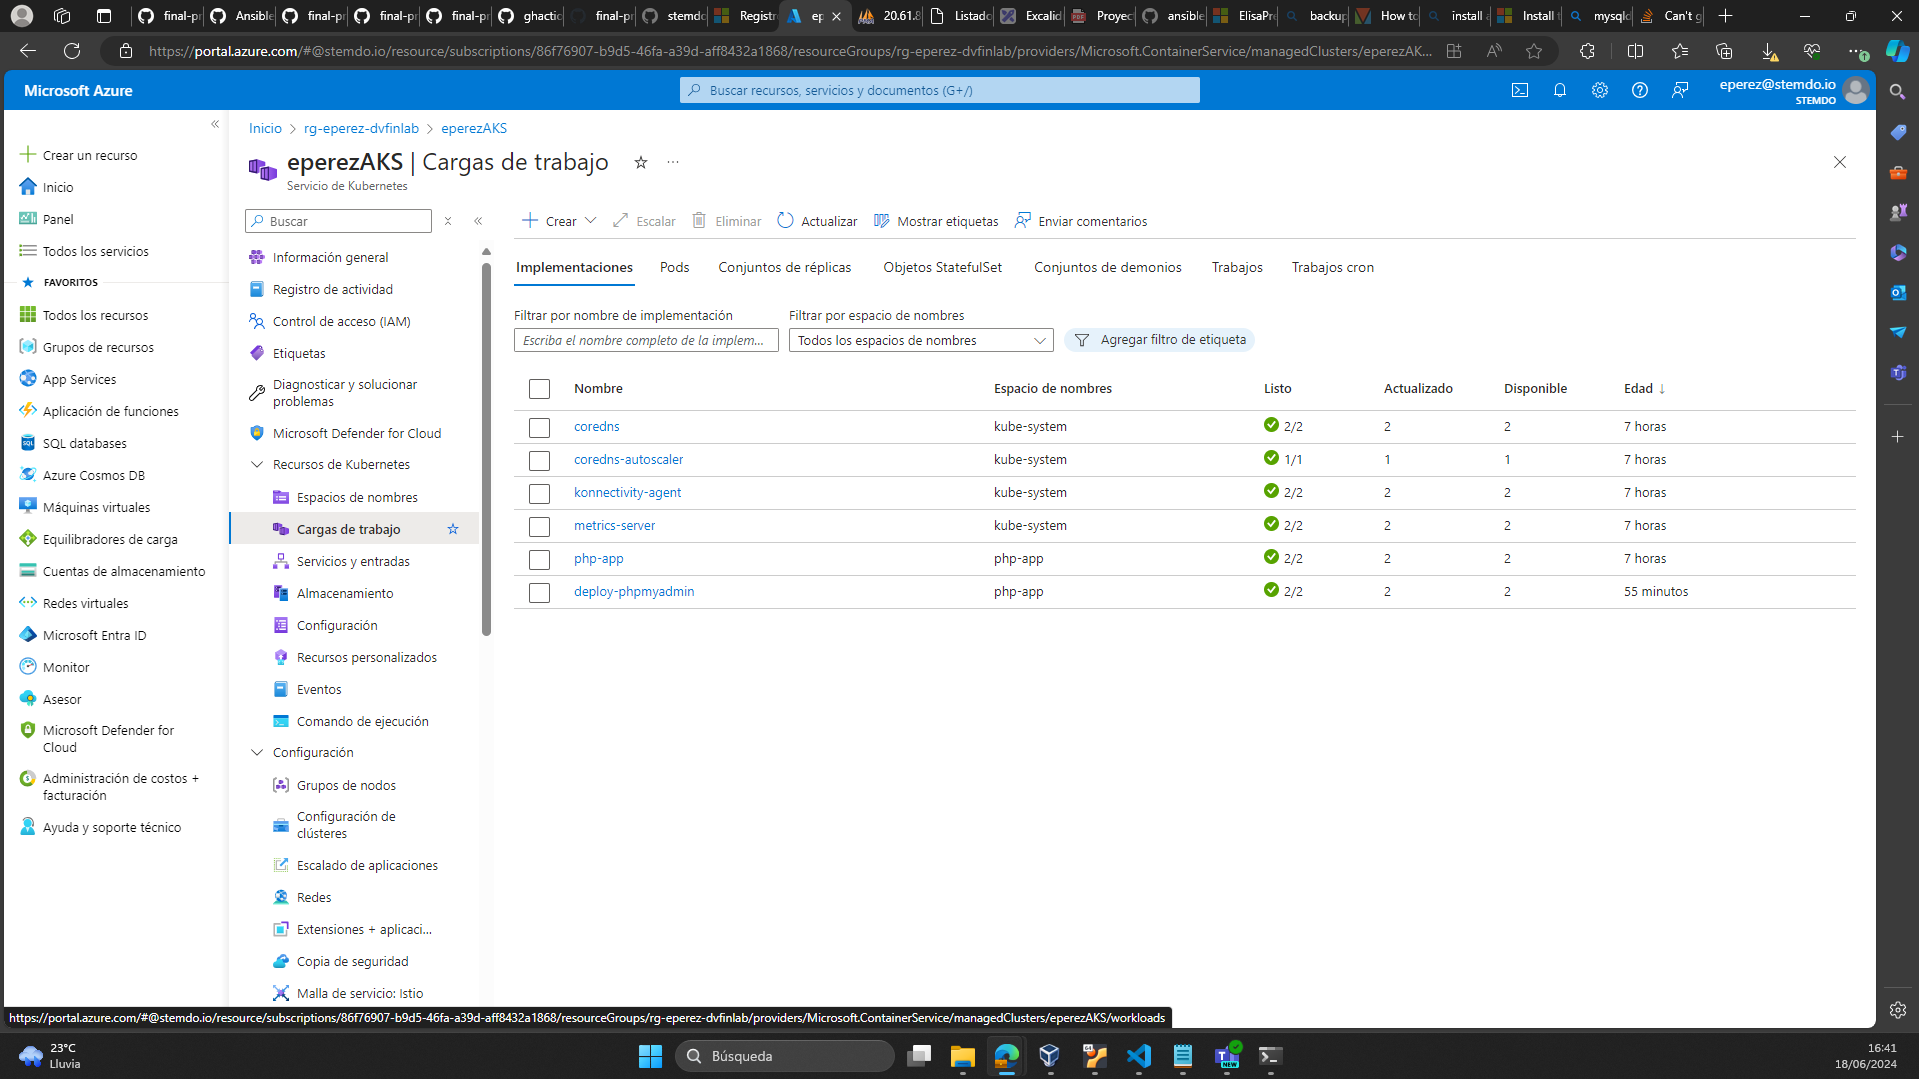 final-pr
Ansible
final-pr
final-pr
final-pr
ghactic
final-pr
stemdo
Registr
ep
20.61.8
Listado
Excalid
Proyec
ansible
ElisaPre
backup
How to
install a
Install f
mysqld
Can't g
https://portal.azure.com/#@stemdo.io/resource/subscriptions/86f76907-b9d5-46fa-a39d-aff8432a1868/resourceGroups/rg-eperez-dvfinlab/providers/Microsoft.ContainerService/managedClusters/eperezAK...
Microsoft Azure
Buscar recursos, servicios y documentos (G+/)
eperez@stemdo.io
STEMDO
Crear un recurso
Inicio
Panel
Todos los servicios
FAVORITOS
Todos los recursos
Grupos de recursos
App Services
Aplicación de funciones
SQL databases
Azure Cosmos DB
Máquinas virtuales
Equilibradores de carga
Cuentas de almacenamiento
Redes virtuales
Microsoft Entra ID
Monitor
Asesor
Microsoft Defender for
Cloud
Administración de costos +
facturación
Ayuda y soporte técnico
Inicio > rg-eperez-dvfinlab > eperezAKS
eperezAKS | Cargas de trabajo
Servicio de Kubernetes
Buscar
Información general
Registro de actividad
Control de acceso (IAM)
Etiquetas
Diagnosticar y solucionar
problemas
Microsoft Defender for Cloud
Recursos de Kubernetes
Espacios de nombres
Cargas de trabajo
Servicios y entradas
Almacenamiento
Configuración
Recursos personalizados
Eventos
Comando de ejecución
Configuración
Grupos de nodos
Configuración de
clústeres
Escalado de aplicaciones
Redes
Extensiones + aplicaci...
Copia de seguridad
Malla de servicio: Istio
Crear
Escalar
Eliminar
Actualizar
Mostrar etiquetas
Enviar comentarios
Implementaciones
Pods
Conjuntos de réplicas
Objetos StatefulSet
Conjuntos de demonios
Trabajos
Trabajos cron
Filtrar por nombre de implementación
Escriba el nombre completo de la implem...
Filtrar por espacio de nombres
Todos los espacios de nombres
Agregar filtro de etiqueta
Nombre Espacio de nombres Listo Actualizado Disponible Edad ↓
coredns kube-system 2/2 2 2 7 horas
coredns-autoscaler kube-system 1/1 1 1 7 horas
konnectivity-agent kube-system 2/2 2 2 7 horas
metrics-server kube-system 2/2 2 2 7 horas
php-app php-app 2/2 2 2 7 horas
deploy-phpmyadmin php-app 2/2 2 2 55 minutos
https://portal.azure.com/#@stemdo.io/resource/subscriptions/86f76907-b9d5-46fa-a39d-aff8432a1868/resourceGroups/rg-eperez-dvfinlab/providers/Microsoft.ContainerService/managedClusters/eperezAKS/workloads
23°C
Lluvia
Búsqueda
NEW
16:41
18/06/2024